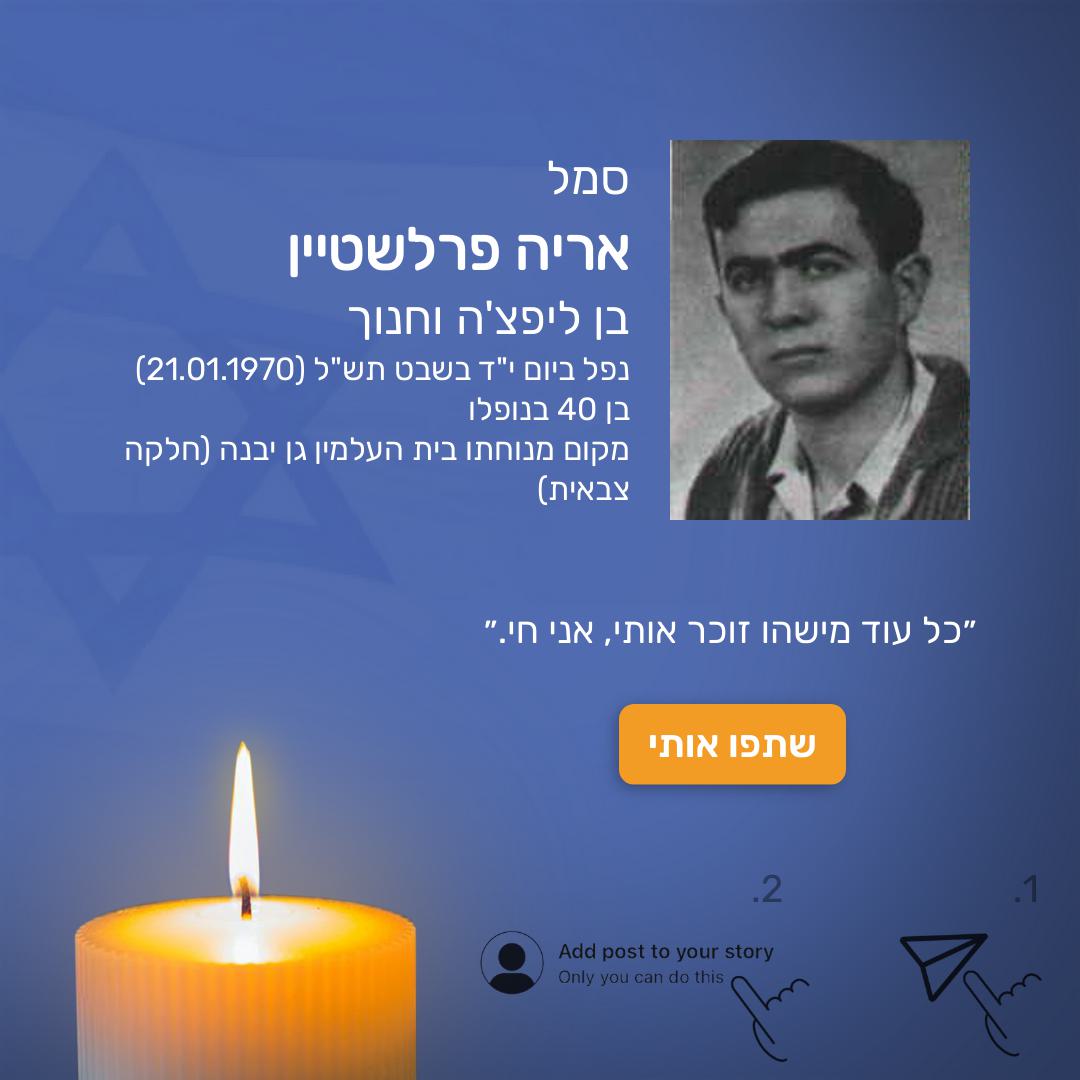 סמל
אריה פרלשטיין
בן ליפצ'ה וחנוך
נפל ביום י"ד בשבט תש"ל (21.01.1970)
בן 40 בנופלו
מקום מנוחתו בית העלמין גן יבנה (חלקה
צבאית)
״כל עוד מישהו זוכר אותי, אני חי.״
שתפו אותי
.1
.2
Add post to your story
Only you can do this